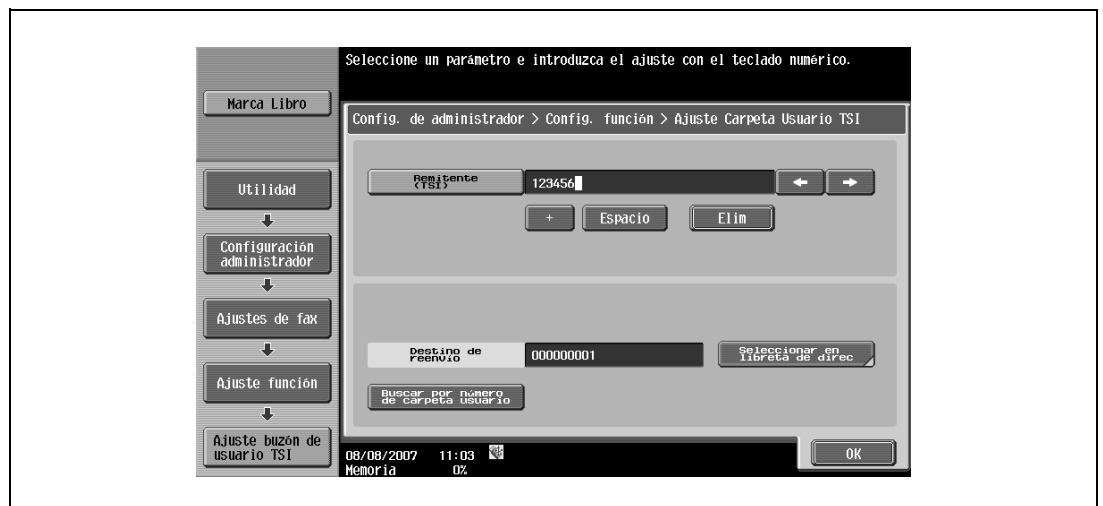 Seleccione un parámetro e introduzca el ajuste con el teclado numérico.
Marca Libro
Config. de administrador > Config. función > Ajuste Carpeta Usuario TSI
Utilidad
Configuración
administrador
Ajustes de fax
Ajuste función
Ajuste buzón de
usuario TSI
Remitente
(TSI)
123456
+ Espacio Elim
Destino de
reenvío
000000001
Seleccionar en
libreta de direc
Buscar por número
de carpeta usuario
08/08/2007 11:03
Memoria 0%
OK